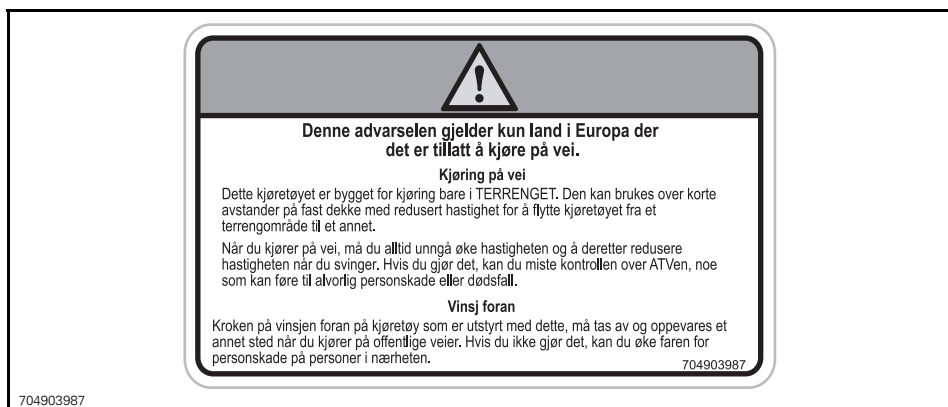 Denne advarselen gjelder kun land i Europa der
det er tillatt å kjøre på vei.
Kjøring på vei
Dette kjøretøyet er bygget for kjøring bare i TERRENGET. Den kan brukes over korte
avstander på fast dekke med redusert hastighet for å flytte kjøretøyet fra et
terrengområde til et annet.
Når du kjører på vei, må du alltid unngå øke hastigheten og å deretter redusere
hastigheten når du svinger. Hvis du gjør det, kan du miste kontrollen over ATVen, noe
som kan føre til alvorlig personskade eller dødsfall.
Vinsj foran
Kroken på vinsjen foran på kjøretøy som er utstyrt med dette, må tas av og oppevares et
annet sted når du kjører på offentlige veier. Hvis du ikke gjør det, kan du øke faren for
personskade på personer i nærheten.
704903987
704903987